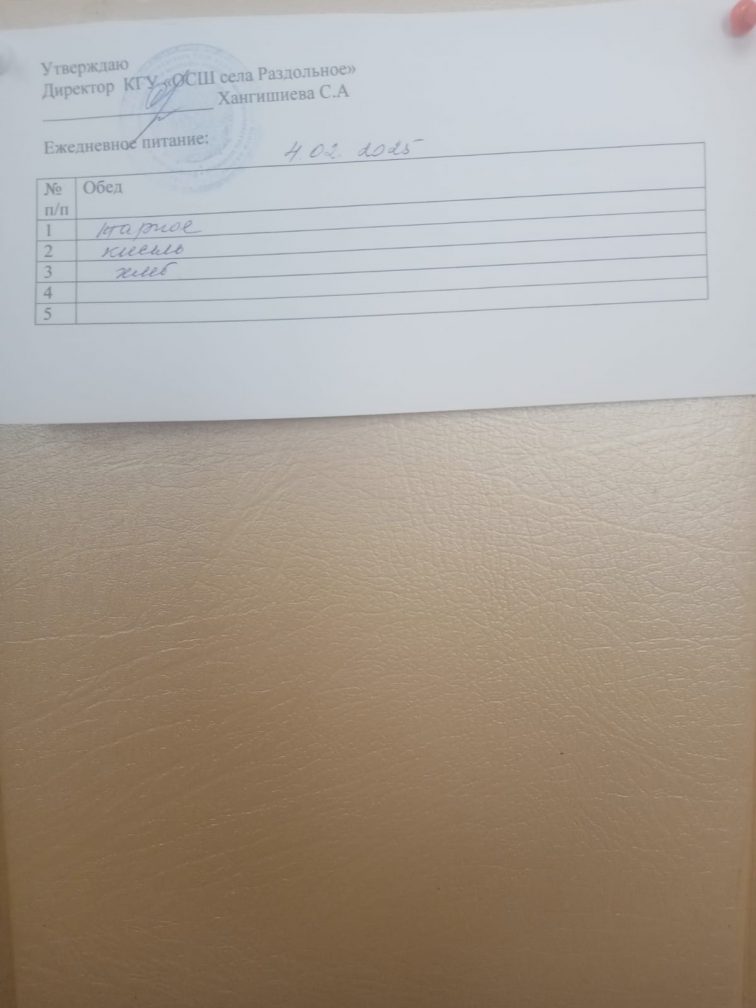 Утверждаю
Директор КГУ «ОСШ села Раздольное»
Хангишиева С.А
Ежедневное питание:
4 02. 2025
№ п/п Обед
1
2 кисель
3 хлеб
4
5